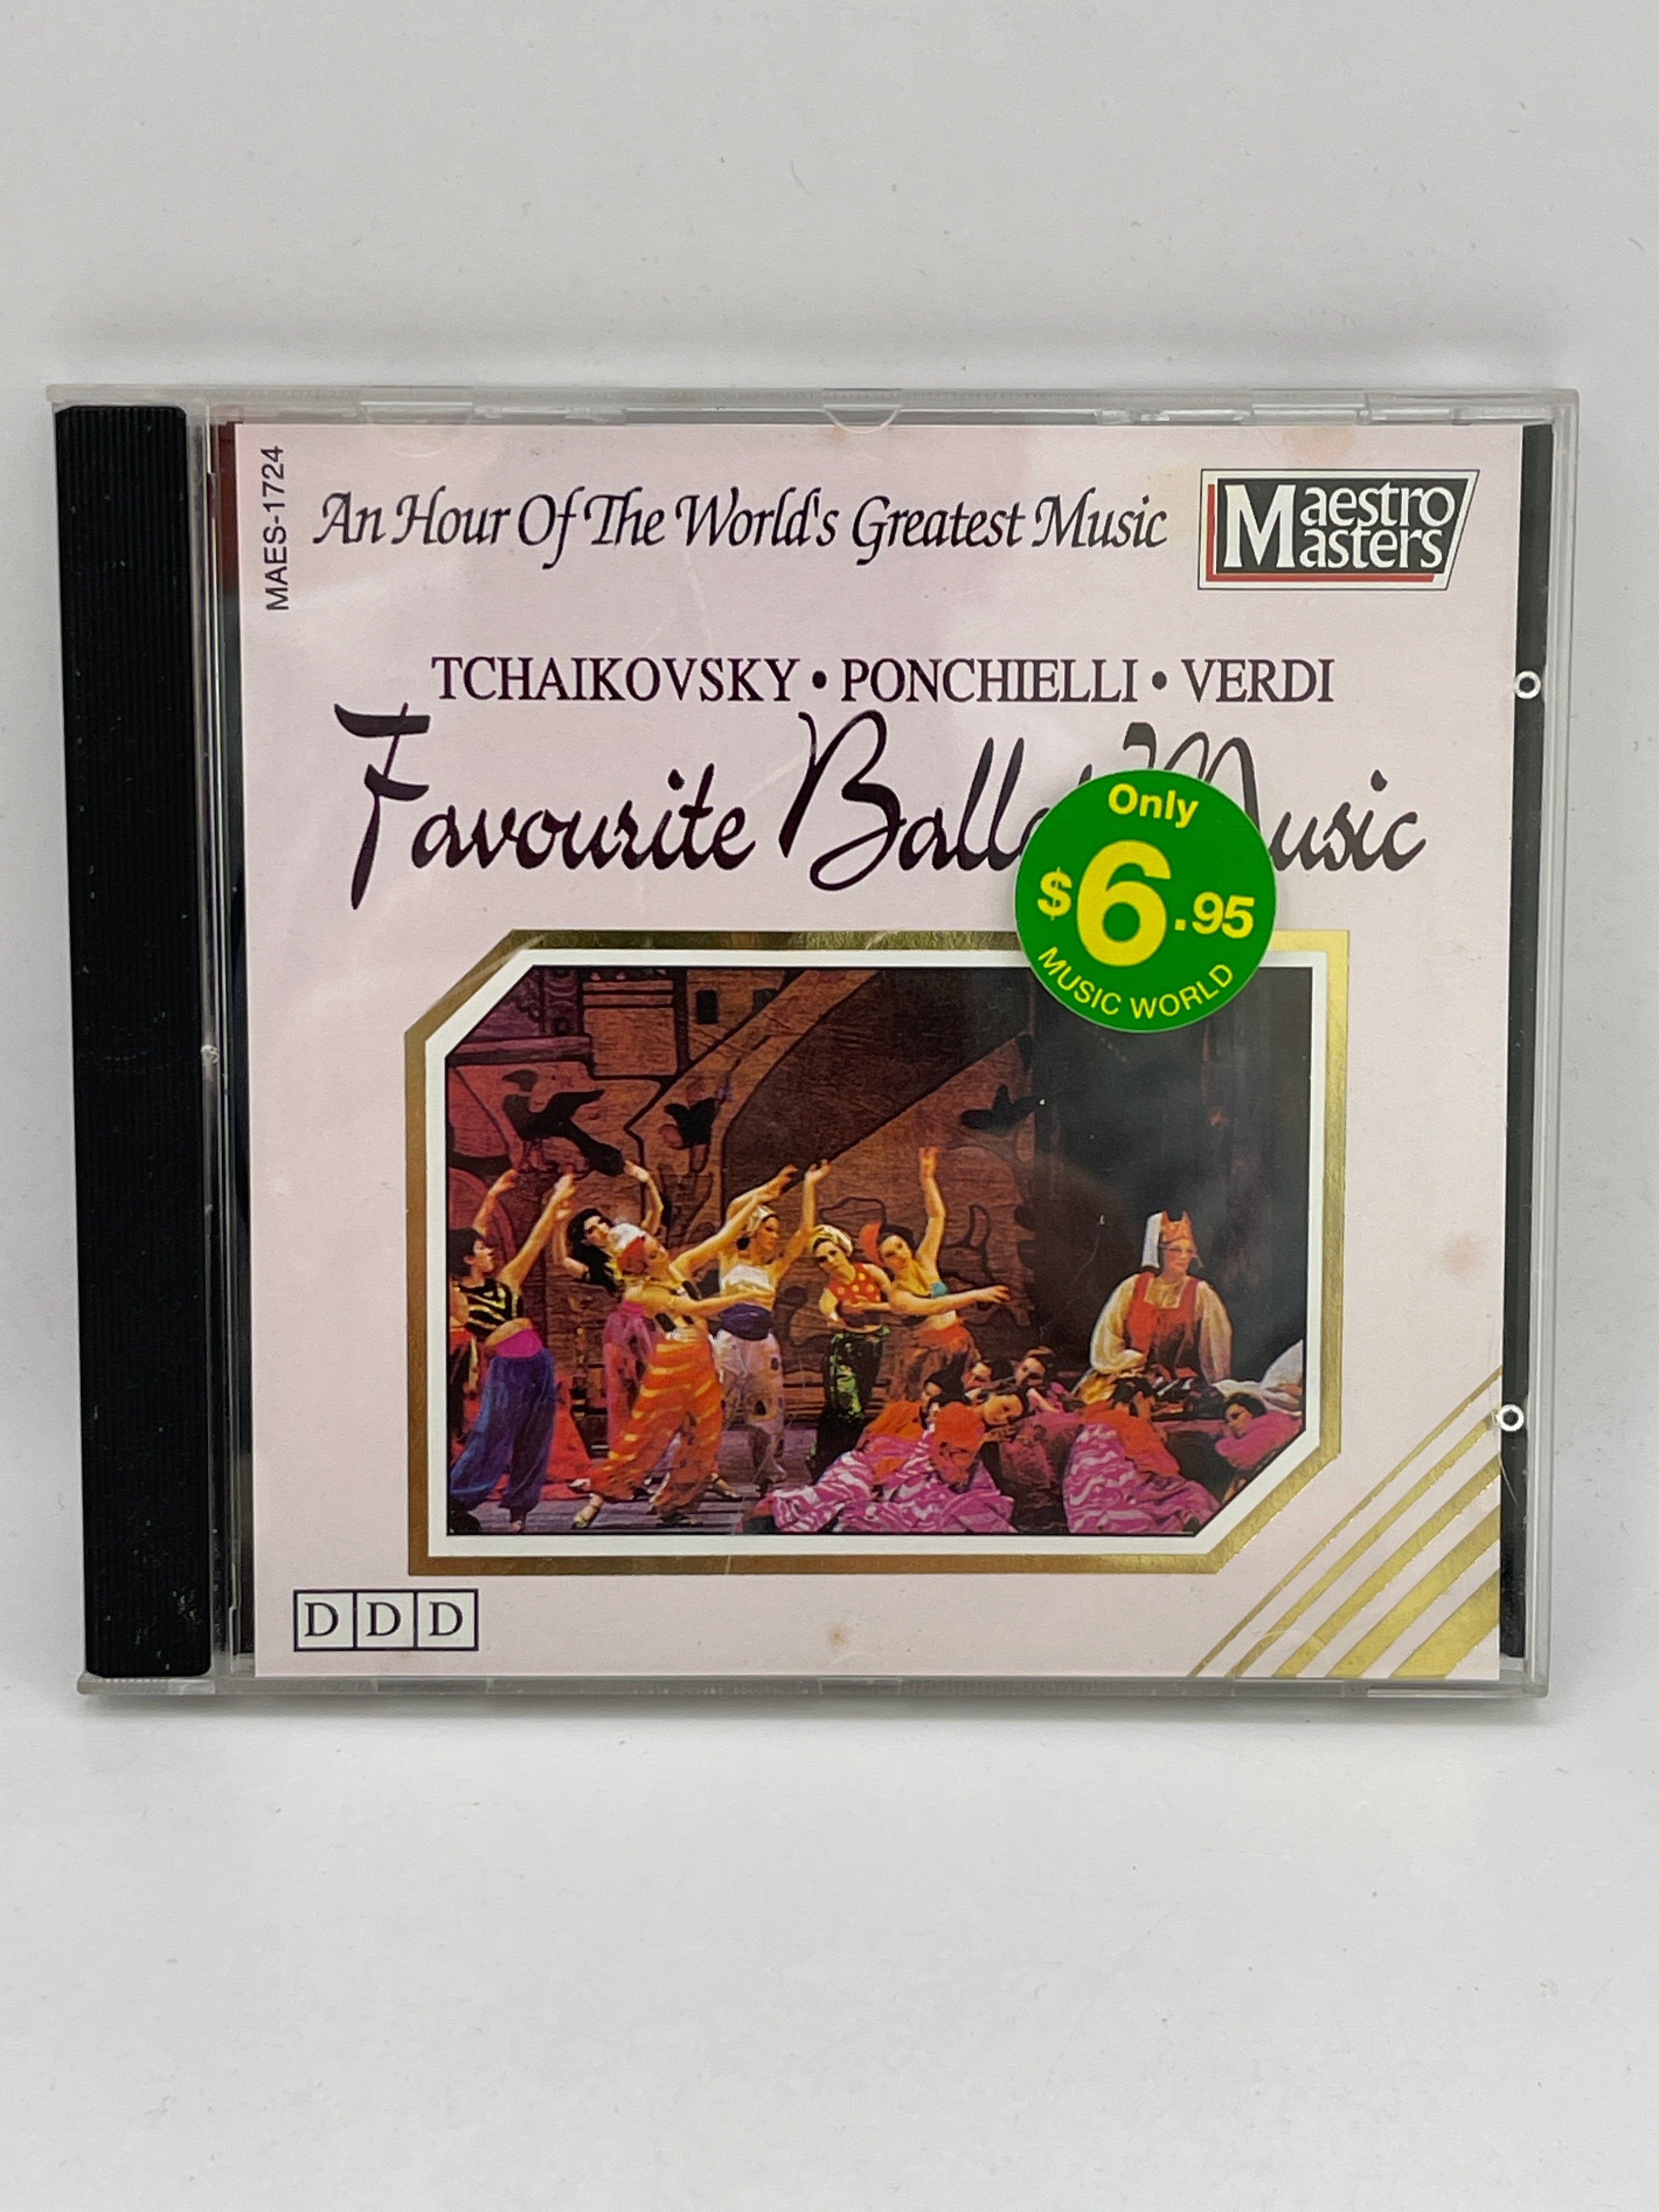 MAES-1724
An Hour Of The World's Greatest Music
Maestro
Masters
TCHAIKOVSKY • PONCHIELLI • VERDI
Favourite
Only
$6.95
MUSIC WORLD
DDD